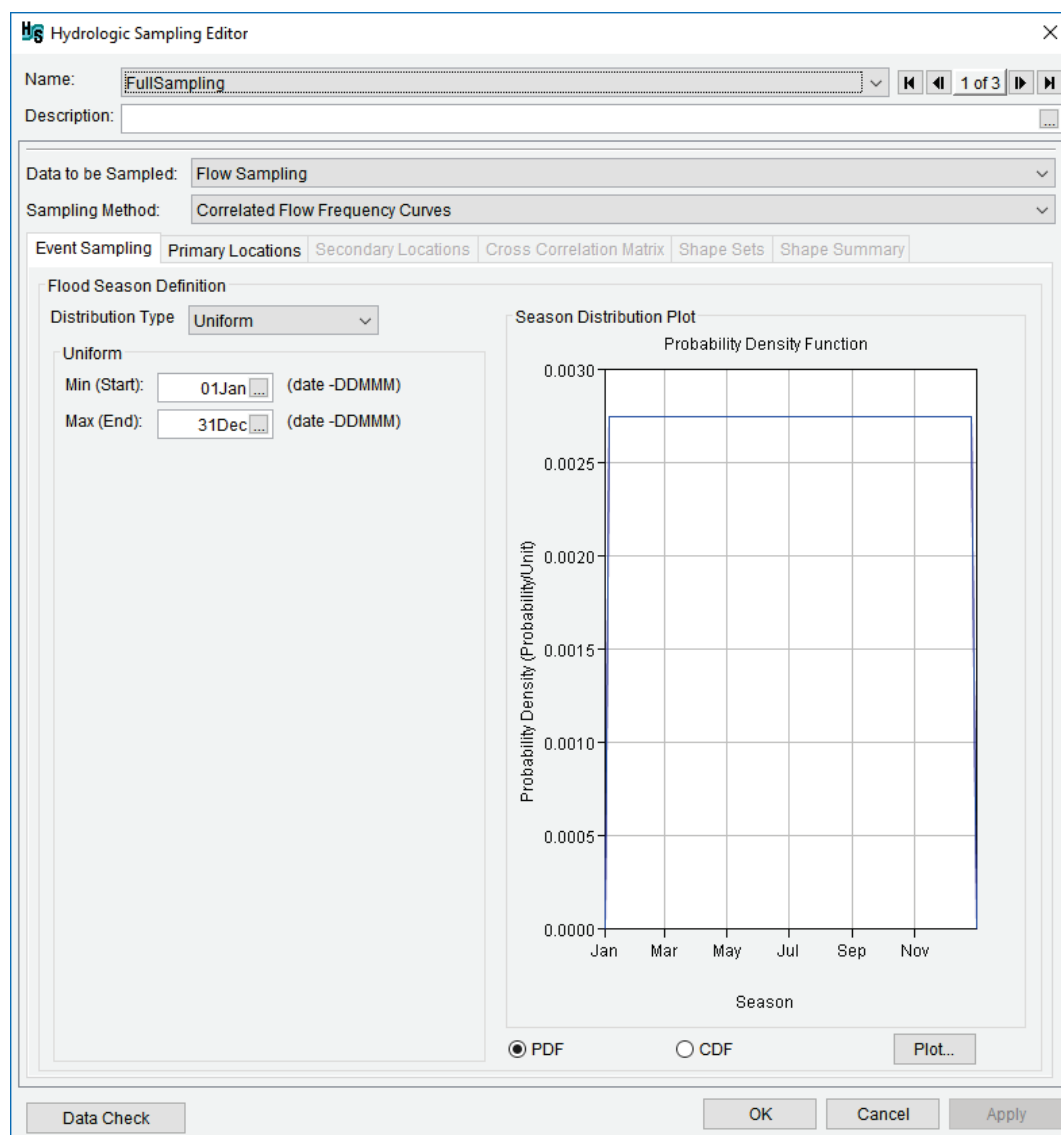 HS Hydrologic Sampling Editor
Name: FullSampling 1 of 3
Description: ...
Data to be Sampled: Flow Sampling
Sampling Method: Correlated Flow Frequency Curves
Event Sampling Primary Locations Secondary Locations Cross Correlation Matrix Shape Sets Shape Summary
Flood Season Definition
Distribution Type Uniform
Uniform
Min (Start): 01Jan ... (date -DDMMM)
Max (End): 31Dec ... (date -DDMMM)
Season Distribution Plot
Probability Density Function
Probability Density (Probability/Unit)
0.0030
0.0025
0.0020
0.0015
0.0010
0.0005
0.0000
Jan Mar May Jul Sep Nov
Season
PDF CDF Plot...
Data Check OK Cancel Apply